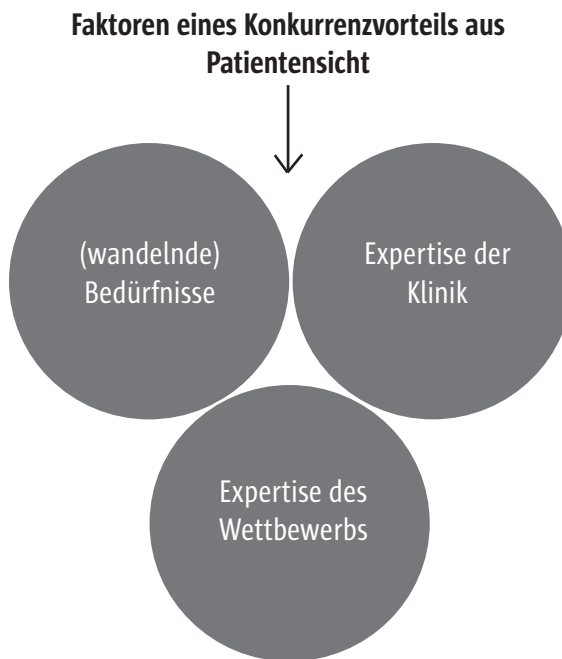 Faktoren eines Konkurrenzvorteils aus
Patientensicht
(wandelnde)
Bedürfnisse
Expertise der
Klinik
Expertise des
Wettbewerbs